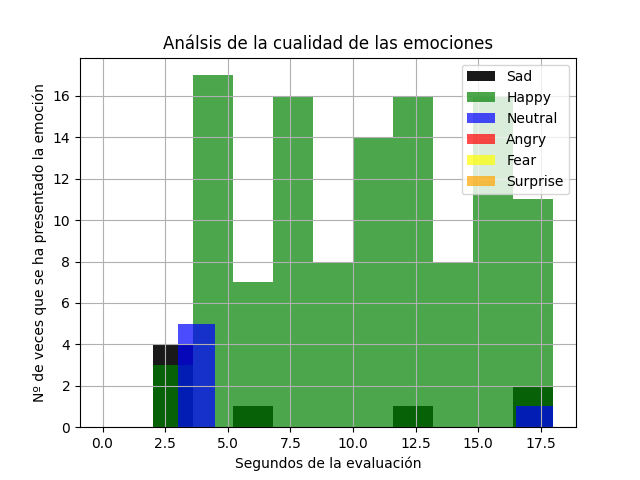 Análsis de la cualidad de las emociones
Nº de veces que se ha presentado la emoción
16
14
12
10
8
6
4
2
0
Sad
Happy
Neutral
Angry
Fear
Surprise
0.0 2.5 5.0 7.5 10.0 12.5 15.0 17.5
Segundos de la evaluación